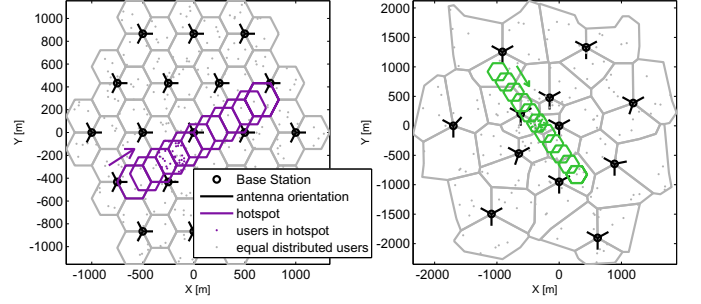 1000
800
600
400
200
0
-200
-400
-600
-800
-1000
Y [m]
-1000 -500 0 500 1000
X [m]
Base Station
antenna orientation
hotspot
users in hotspot
equal distributed users
2000
1500
1000
500
0
-500
-1000
-1500
-2000
Y [m]
-2000 -1000 0 1000
X [m]